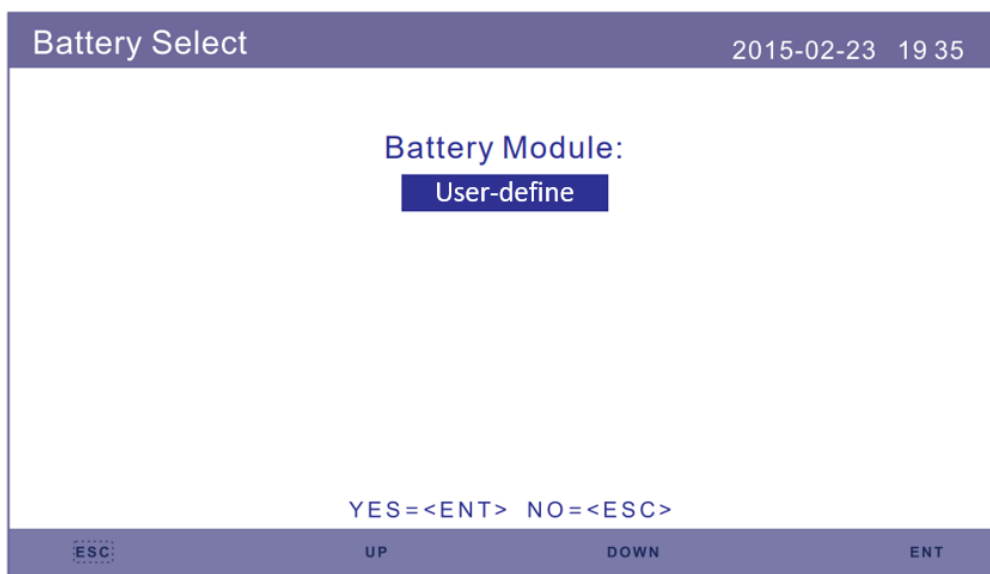 Battery Select 2015-02-23 19 35
Battery Module:
User-define
YES=<ENT> NO=<ESC>
ESC UP DOWN ENT